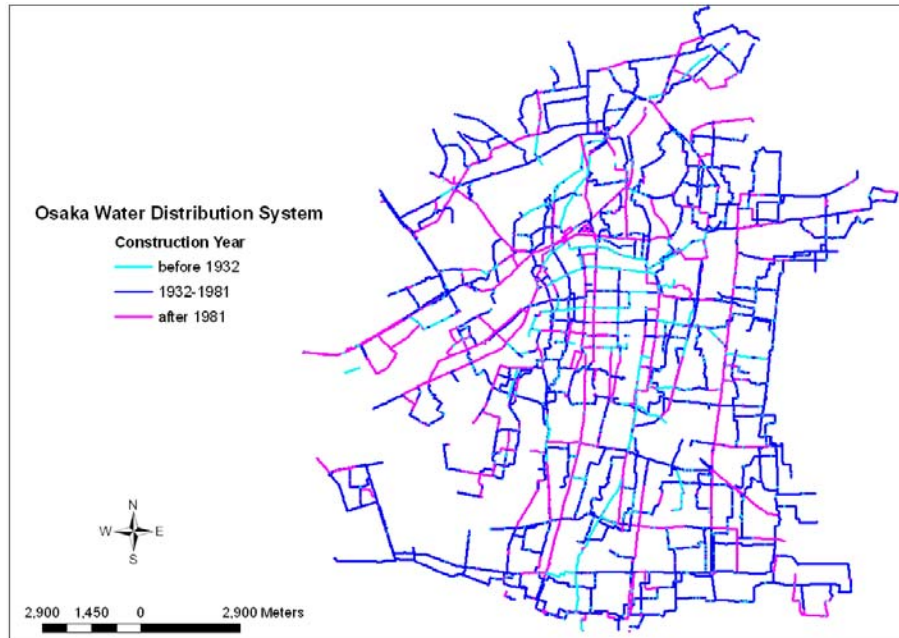 Osaka Water Distribution System
Construction Year
before 1932
1932-1981
after 1981
N
W E
S
2,900 1,450 0 2,900 Meters